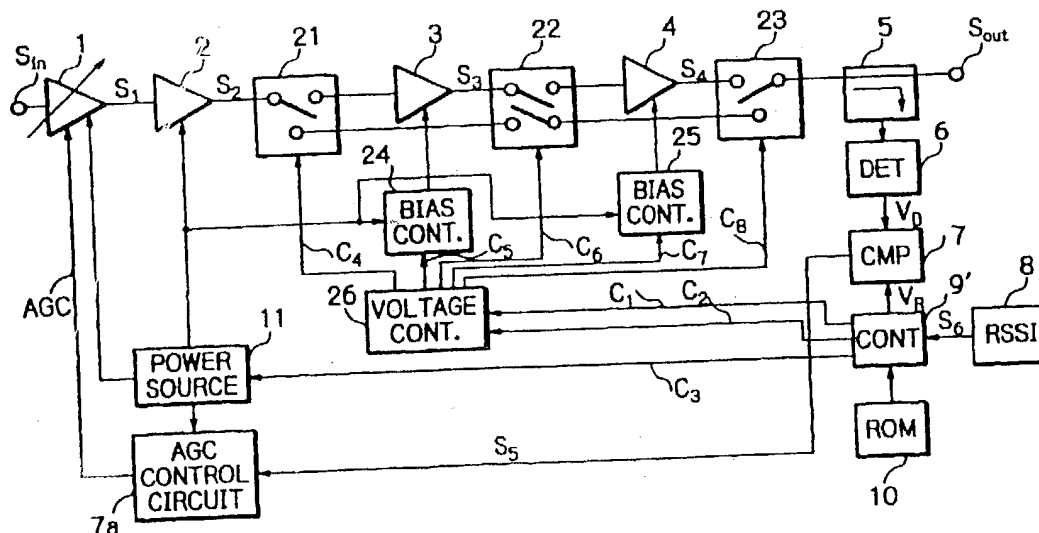 1
2
21
3
22
4
23
5
S_in
S_1
S_2
S_3
S_4
S_out
24
25
6
DET
BIAS
CONT.
BIAS
CONT.
V_D
C_4
C_5
C_6
C_7
C_8
7
CMP
26
VOLTAGE
CONT.
C_1
C_2
V_R
9'
8
AGC
11
CONT
S_6
RSSI
POWER
SOURCE
C_3
ROM
AGC
CONTROL
CIRCUIT
S_5
10
7a